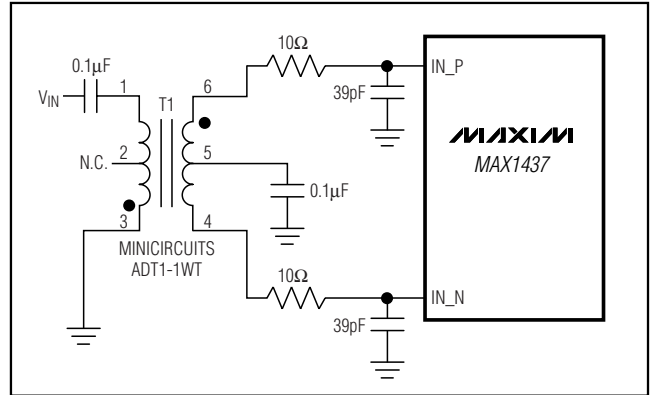 10Ω
0.1μF
1
6
IN_P
V_IN
T1
39pF
MAXIM
MAX1437
N.C.
2
5
0.1μF
3
4
MINICIRCUITS
ADT1-1WT
10Ω
IN_N
39pF